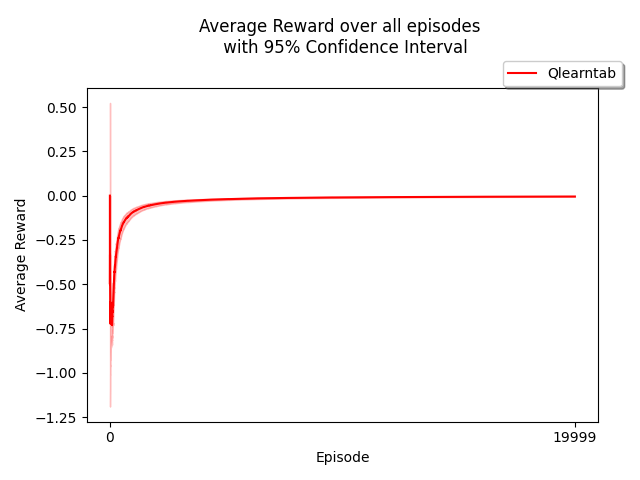 Average Reward over all episodes
with 95% Confidence Interval
Qlearntab
0.50
0.25
0.00
−0.25
−0.50
−0.75
−1.00
−1.25
Average Reward
0
19999
Episode